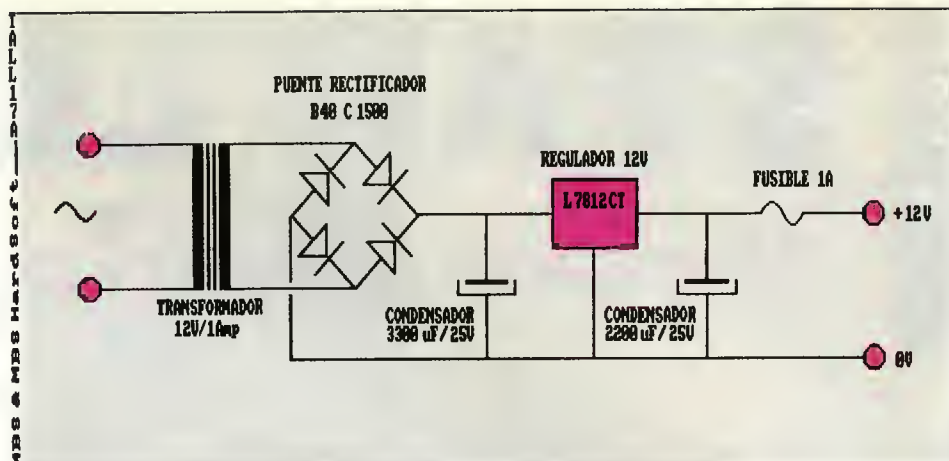 PUENTE RECTIFICADOR
B40 C 1500
REGULADOR 12V
L7812CT
FUSIBLE 1A
+12V
TRANSFORMADOR
12V/1Amp
CONDENSADOR
3300 uF/25V
CONDENSADOR
2200 uF/25V
0V